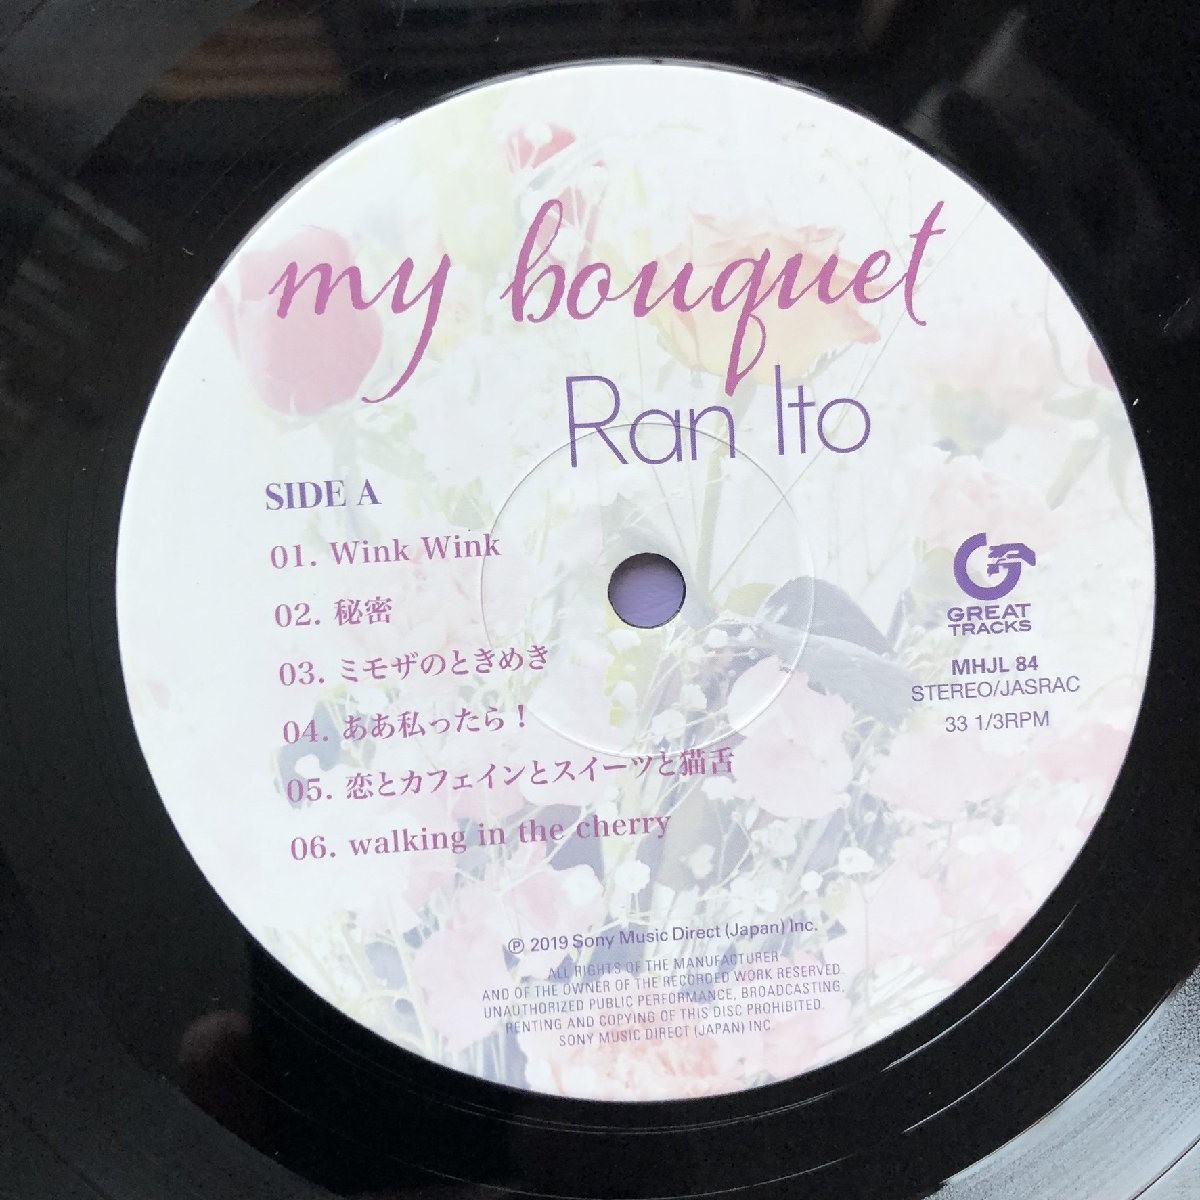 my bouquet
Ran Ito
SIDE A
01. Wink Wink
02. 秘密
03. ミモザのときめき
04. ああ私ったら！
05. 恋とカフェインとスイーツと猫舌
06. walking in the cherry
GREAT
TRACKS
MHJL 84
STEREO/JASRAC
33 1/3RPM
℗ 2019 Sony Music Direct (Japan) Inc.
ALL RIGHTS OF THE MANUFACTURER
AND OF THE OWNER OF THE RECORDED WORK RESERVED.
UNAUTHORIZED PUBLIC PERFORMANCE, BROADCASTING,
RENTING AND COPYING OF THIS DISC PROHIBITED.
SONY MUSIC DIRECT (JAPAN) INC.